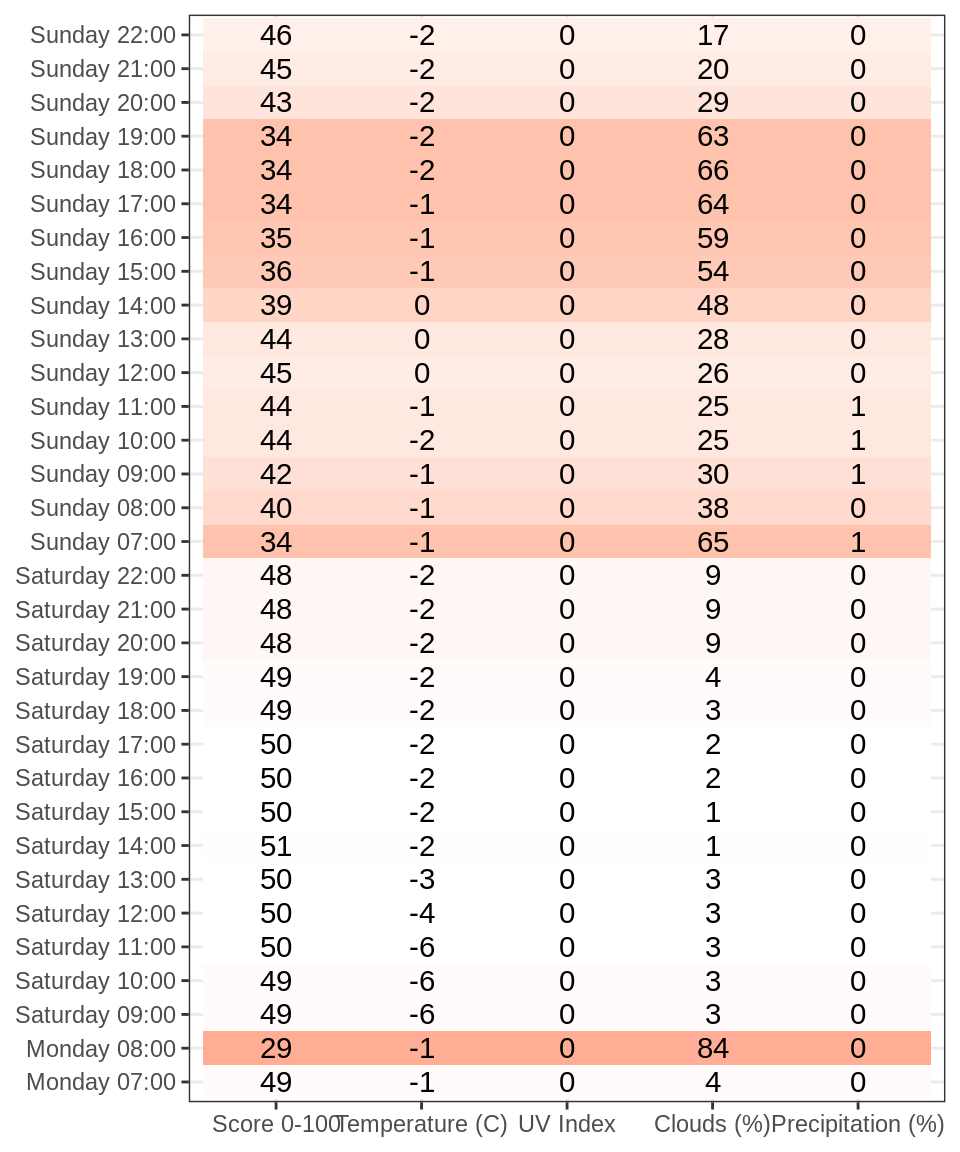 Sunday 22:00 46 -2 0 17 0
Sunday 21:00 45 -2 0 20 0
Sunday 20:00 43 -2 0 29 0
Sunday 19:00 34 -2 0 63 0
Sunday 18:00 34 -2 0 66 0
Sunday 17:00 34 -1 0 64 0
Sunday 16:00 35 -1 0 59 0
Sunday 15:00 36 -1 0 54 0
Sunday 14:00 39 0 0 48 0
Sunday 13:00 44 0 0 28 0
Sunday 12:00 45 0 0 26 0
Sunday 11:00 44 -1 0 25 1
Sunday 10:00 44 -2 0 25 1
Sunday 09:00 42 -1 0 30 1
Sunday 08:00 40 -1 0 38 0
Sunday 07:00 34 -1 0 65 1
Saturday 22:00 48 -2 0 9 0
Saturday 21:00 48 -2 0 9 0
Saturday 20:00 48 -2 0 9 0
Saturday 19:00 49 -2 0 4 0
Saturday 18:00 49 -2 0 3 0
Saturday 17:00 50 -2 0 2 0
Saturday 16:00 50 -2 0 2 0
Saturday 15:00 50 -2 0 1 0
Saturday 14:00 51 -2 0 1 0
Saturday 13:00 50 -3 0 3 0
Saturday 12:00 50 -4 0 3 0
Saturday 11:00 50 -6 0 3 0
Saturday 10:00 49 -6 0 3 0
Saturday 09:00 49 -6 0 3 0
Monday 08:00 29 -1 0 84 0
Monday 07:00 49 -1 0 4 0
Score 0-100 Temperature (C) UV Index Clouds (%) Precipitation (%)